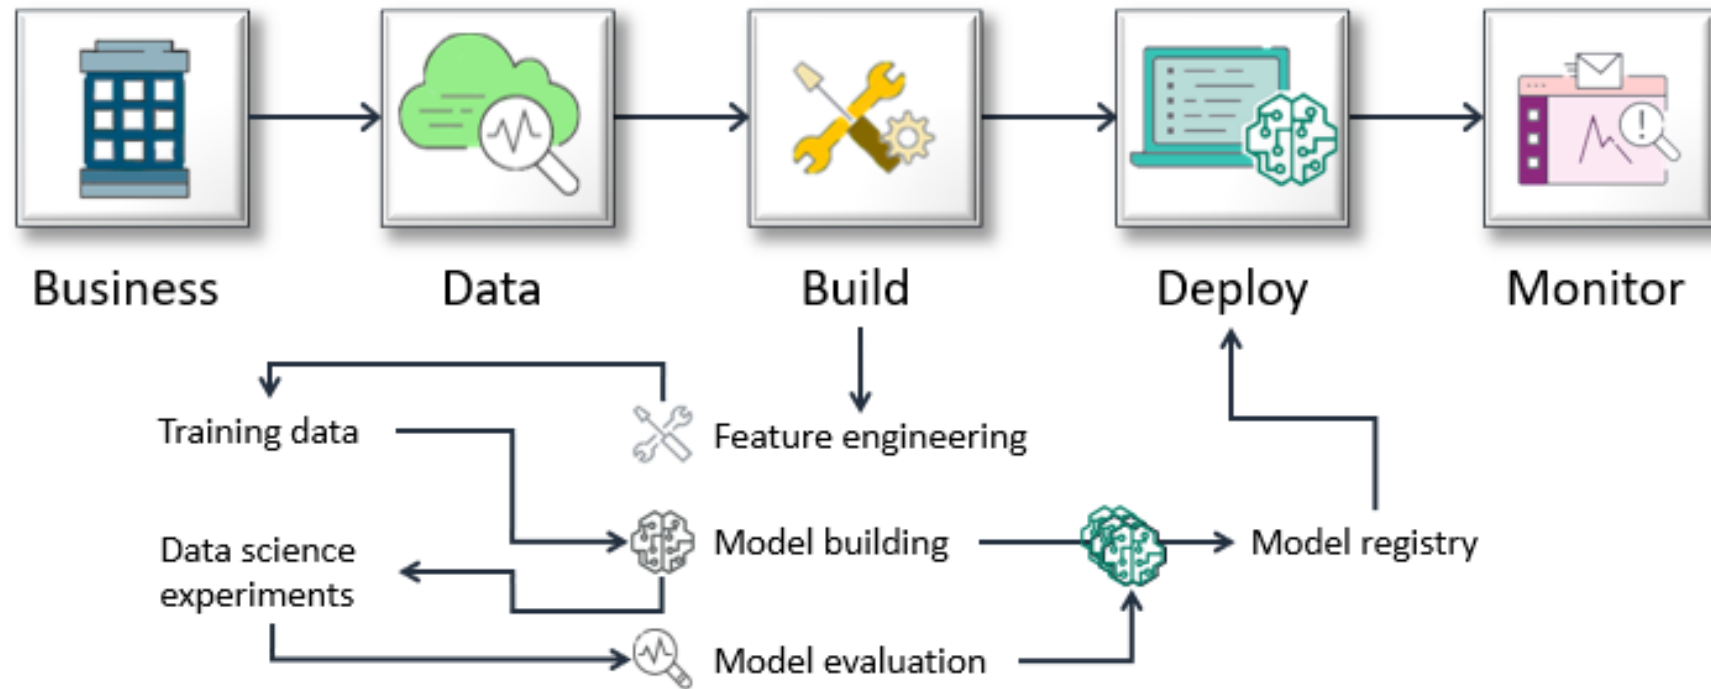 Business
Data
Build
Deploy
Monitor
Training data
Feature engineering
Data science
experiments
Model building
Model registry
Model evaluation